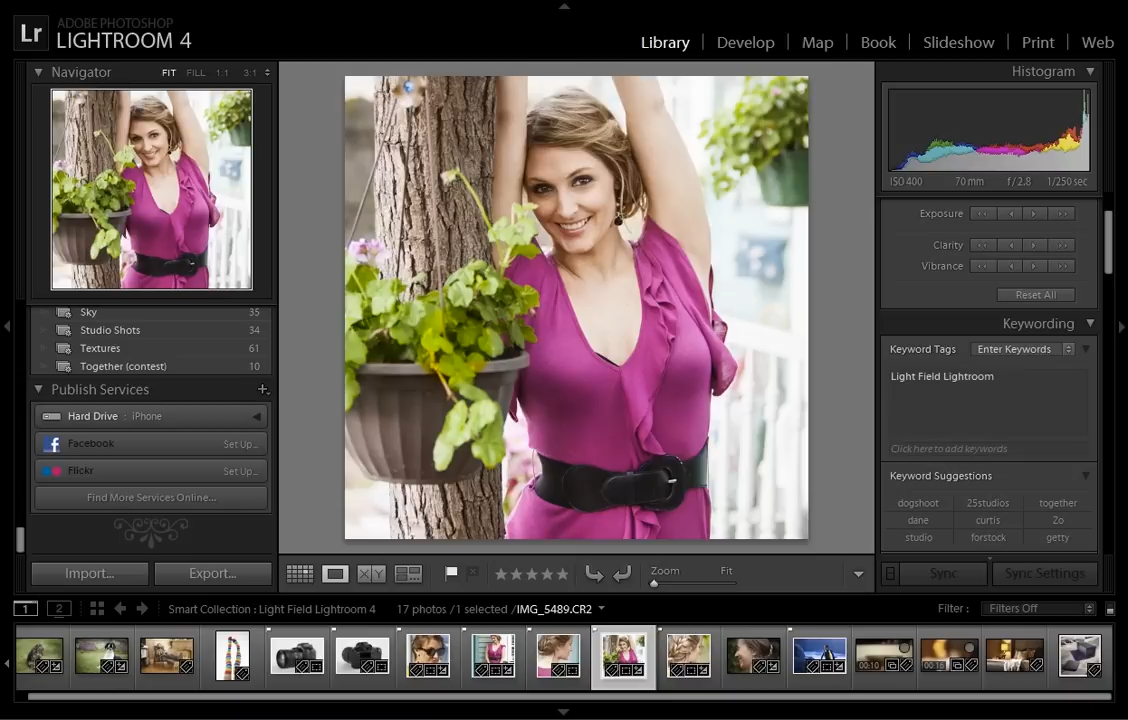 Lr
ADOBE PHOTOSHOP
LIGHTROOM 4
Library | Develop | Map | Book | Slideshow | Print | Web
Navigator FIT FILL 1:1 3:1
Histogram
ISO 400 70 mm f / 2.8 1/250 sec
Exposure
Clarity
Vibrance
Reset All
Sky 35
Studio Shots 34
Textures 61
Together (contest) 10
Publish Services
Hard Drive : iPhone
Facebook Set Up...
Flickr Set Up...
Find More Services Online...
Import...
Export...
Keywording
Keyword Tags Enter Keywords
Light Field Lightroom
Click here to add keywords
Keyword Suggestions
dogshoot 25studios together
dane curtis Zo
studio forstock getty
X Y
Zoom Fit
Sync Sync Settings
1 2
Smart Collection : Light Field Lightroom 4 17 photos / 1 selected / IMG_5489.CR2
Filter : Filters Off
00:10
00:16